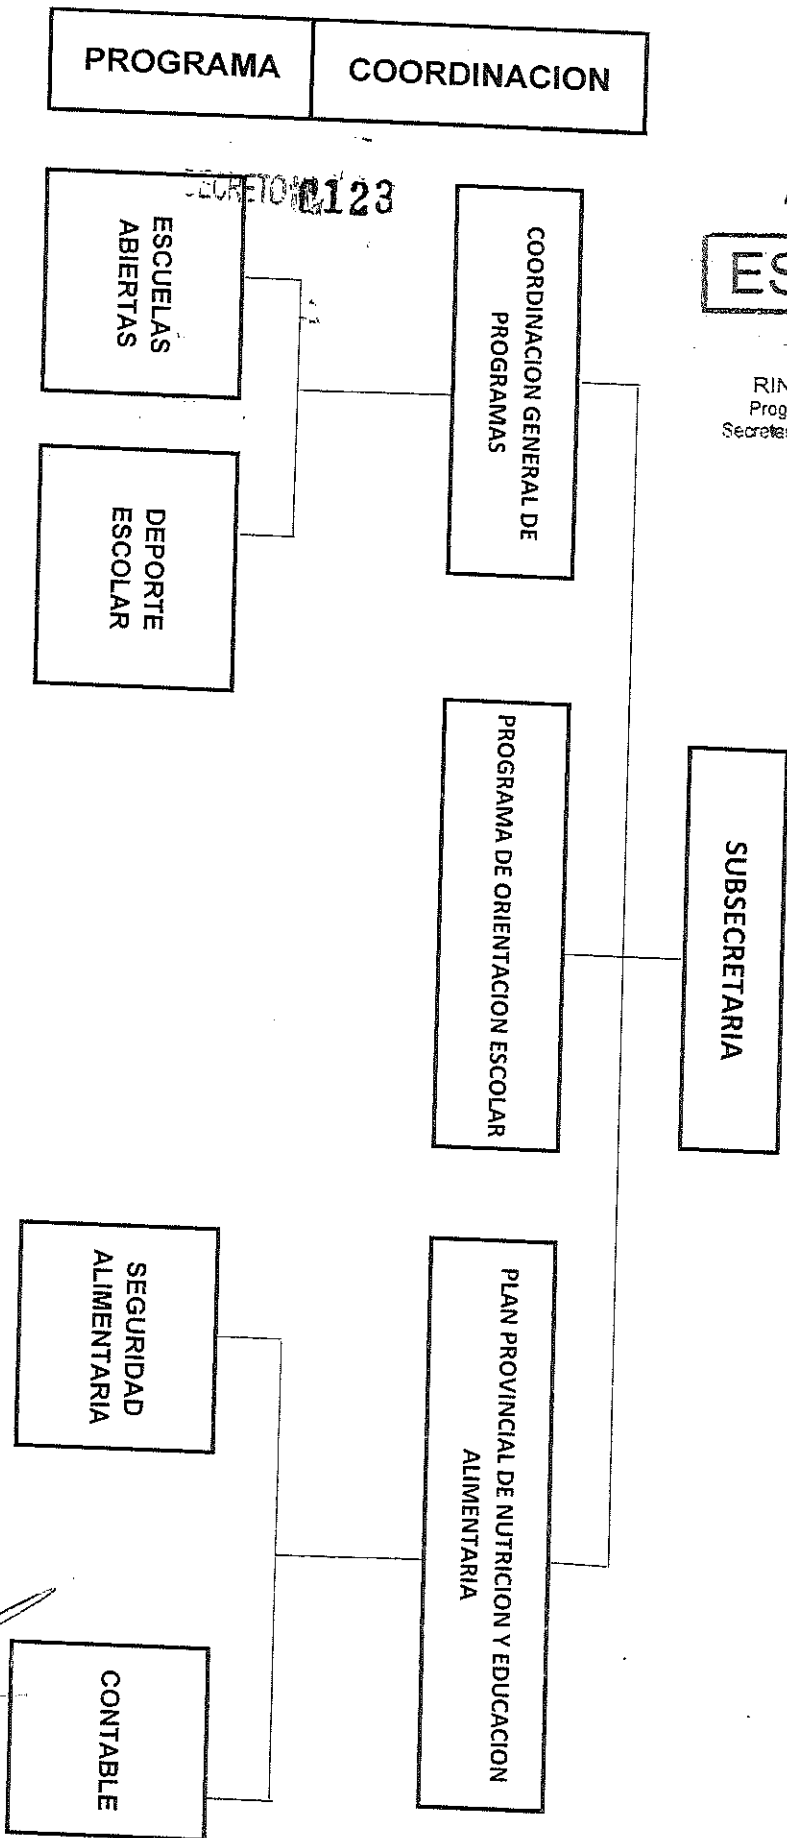 PROGRAMA
COORDINACION
0123
SUBSECRETARIA
COORDINACION GENERAL DE
PROGRAMAS
PROGRAMA DE ORIENTACION ESCOLAR
PLAN PROVINCIAL DE NUTRICION Y EDUCACION
ALIMENTARIA
ESCUELAS
ABIERTAS
DEPORTE
ESCOLAR
SEGURIDAD
ALIMENTARIA
CONTABLE